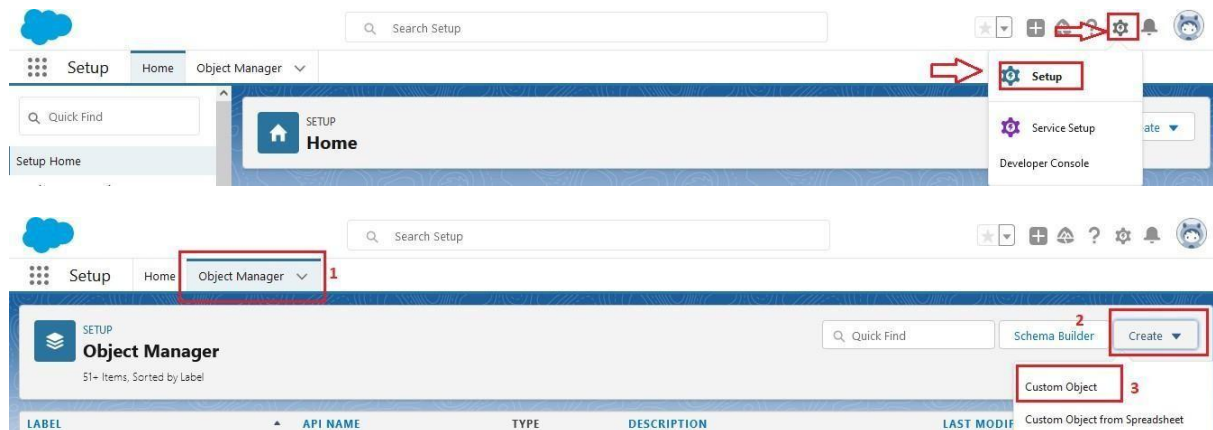 Search Setup
?
Setup Home Object Manager
Setup
Quick Find
SETUP
Home
Service Setup
ate
Setup Home
Developer Console
Search Setup
?
Setup Home Object Manager 1
SETUP
Object Manager
51+ Items, Sorted by Label
Quick Find
Schema Builder
2
Create
Custom Object 3
LABEL API NAME TYPE DESCRIPTION LAST MODIF
Custom Object from Spreadsheet